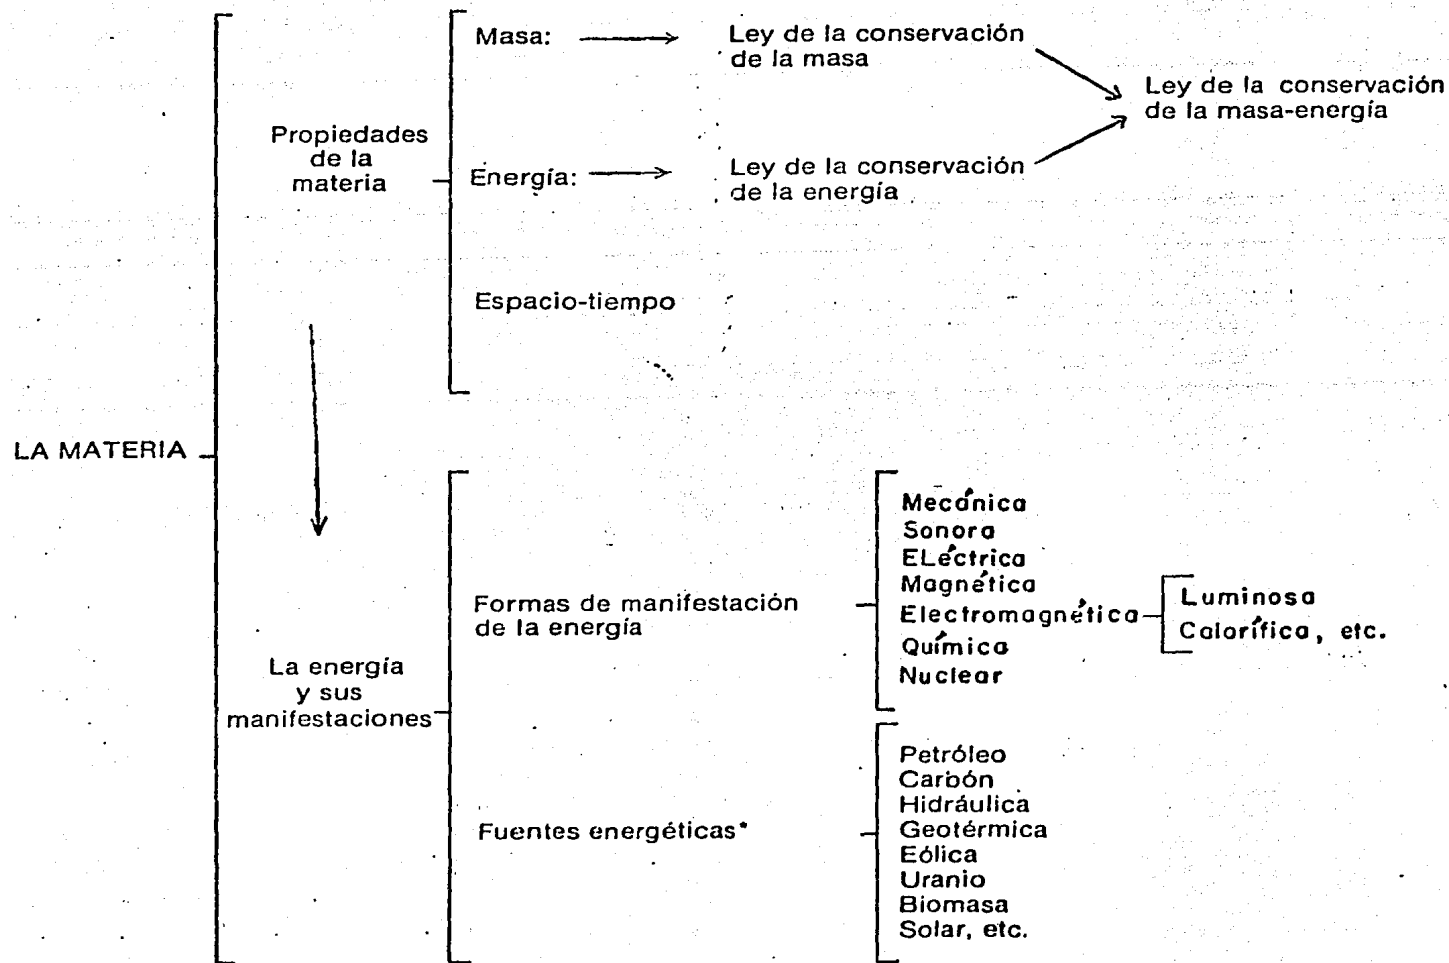 Masa:
Ley de la conservación
de la masa
Ley de la conservación
de la masa-energía
Propiedades
de la
materia
Energía:
Ley de la conservación
de la energía
Espacio-tiempo
LA MATERIA
La energía
y sus
manifestaciones
Formas de manifestación
de la energía
Mecánica
Sonora
ELéctrica
Magnética
Electromagnética
Química
Nuclear
Luminosa
Calorífica, etc.
Fuentes energéticas*
Petróleo
Carbón
Hidráulica
Geotérmica
Eólica
Uranio
Biomasa
Solar, etc.